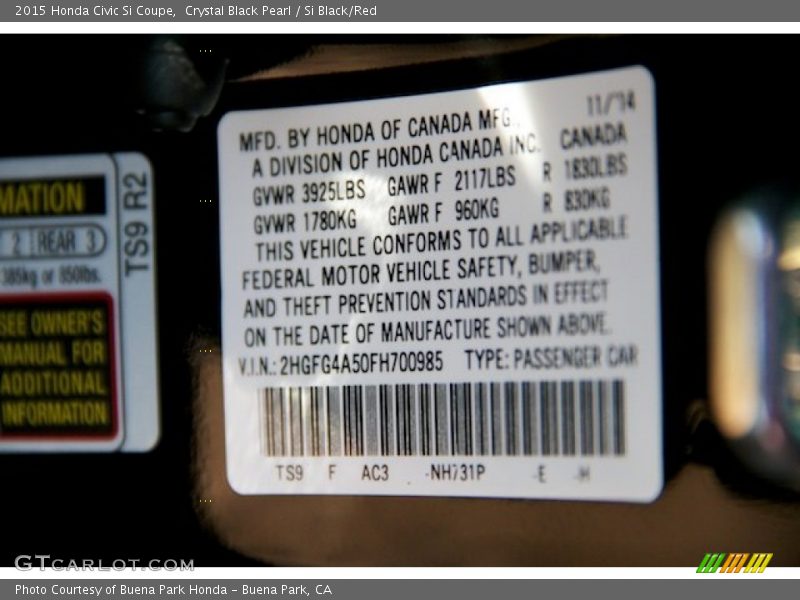 2015 Honda Civic Si Coupe,  Crystal Black Pearl / Si Black/Red
11/14
MFD. BY HONDA OF CANADA MFG.,
A DIVISION OF HONDA CANADA INC. CANADA
GVWR 3925LBS GAWR F 2117LBS R 1830LBS
GVWR 1780KG GAWR F 960KG R 830KG
THIS VEHICLE CONFORMS TO ALL APPLICABLE
FEDERAL MOTOR VEHICLE SAFETY, BUMPER,
AND THEFT PREVENTION STANDARDS IN EFFECT
ON THE DATE OF MANUFACTURE SHOWN ABOVE.
V.I.N.: 2HGFG4A50FH700985 TYPE: PASSENGER CAR
TS9 F AC3 -NH731P -E -H
MATION
2 REAR 3
385kg or 850lbs.
SEE OWNER'S
MANUAL FOR
ADDITIONAL
INFORMATION
TS9 R2
GTCARLOT.COM
Photo Courtesy of Buena Park Honda – Buena Park, CA